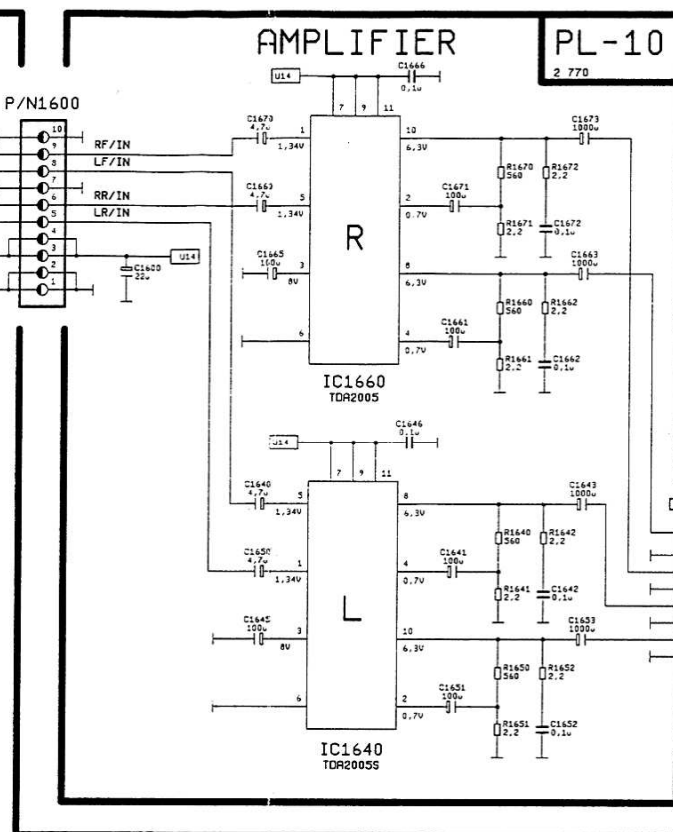 AMPLIFIER
PL-10
2 770
P/N1600
10
9
8
7
6
5
4
3
2
1
RF/IN
LF/IN
RR/IN
LR/IN
C1600
22u
U14
U14
C1666
0,1u
7 9 11
C1670
4,7u
1
1,34V
C1660
4,7u
5
1,34V
C1665
100u
3
8V
6
R
10
6,3V
2
0.7V
8
6,3V
4
0,7V
IC1660
TDA2005
C1671
100u
C1661
100u
R1670
560
R1672
2,2
R1671
2,2
C1672
0,1u
R1660
560
R1662
2,2
R1661
2,2
C1662
0,1u
C1673
1000u
C1663
1000u
U14
C1646
0,1u
7 9 11
C1640
4,7u
5
1,34V
C1650
4,7u
1
1,34V
C1645
100u
3
8V
6
L
8
6,3V
4
0,7V
10
6,3V
2
0,7V
IC1640
TDA2005S
C1641
100u
C1651
100u
R1640
560
R1642
2,2
R1641
2,2
C1642
0,1u
R1650
560
R1652
2,2
R1651
2,2
C1652
0,1u
C1643
1000u
C1653
1000u